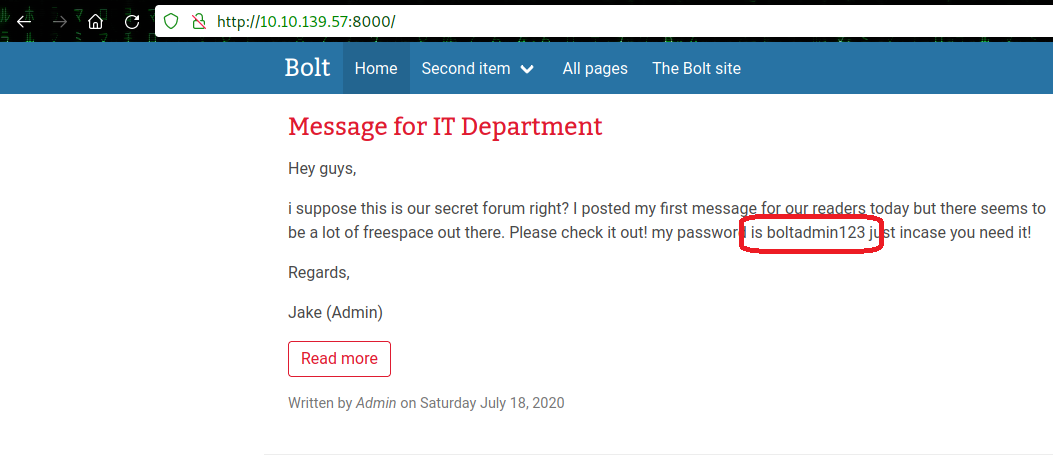 http://10.10.139.57:8000/
Bolt Home Second item All pages The Bolt site
Message for IT Department
Hey guys,
i suppose this is our secret forum right? I posted my first message for our readers today but there seems to
be a lot of freespace out there. Please check it out! my password is boltadmin123 just incase you need it!
Regards,
Jake (Admin)
Read more
Written by Admin on Saturday July 18, 2020